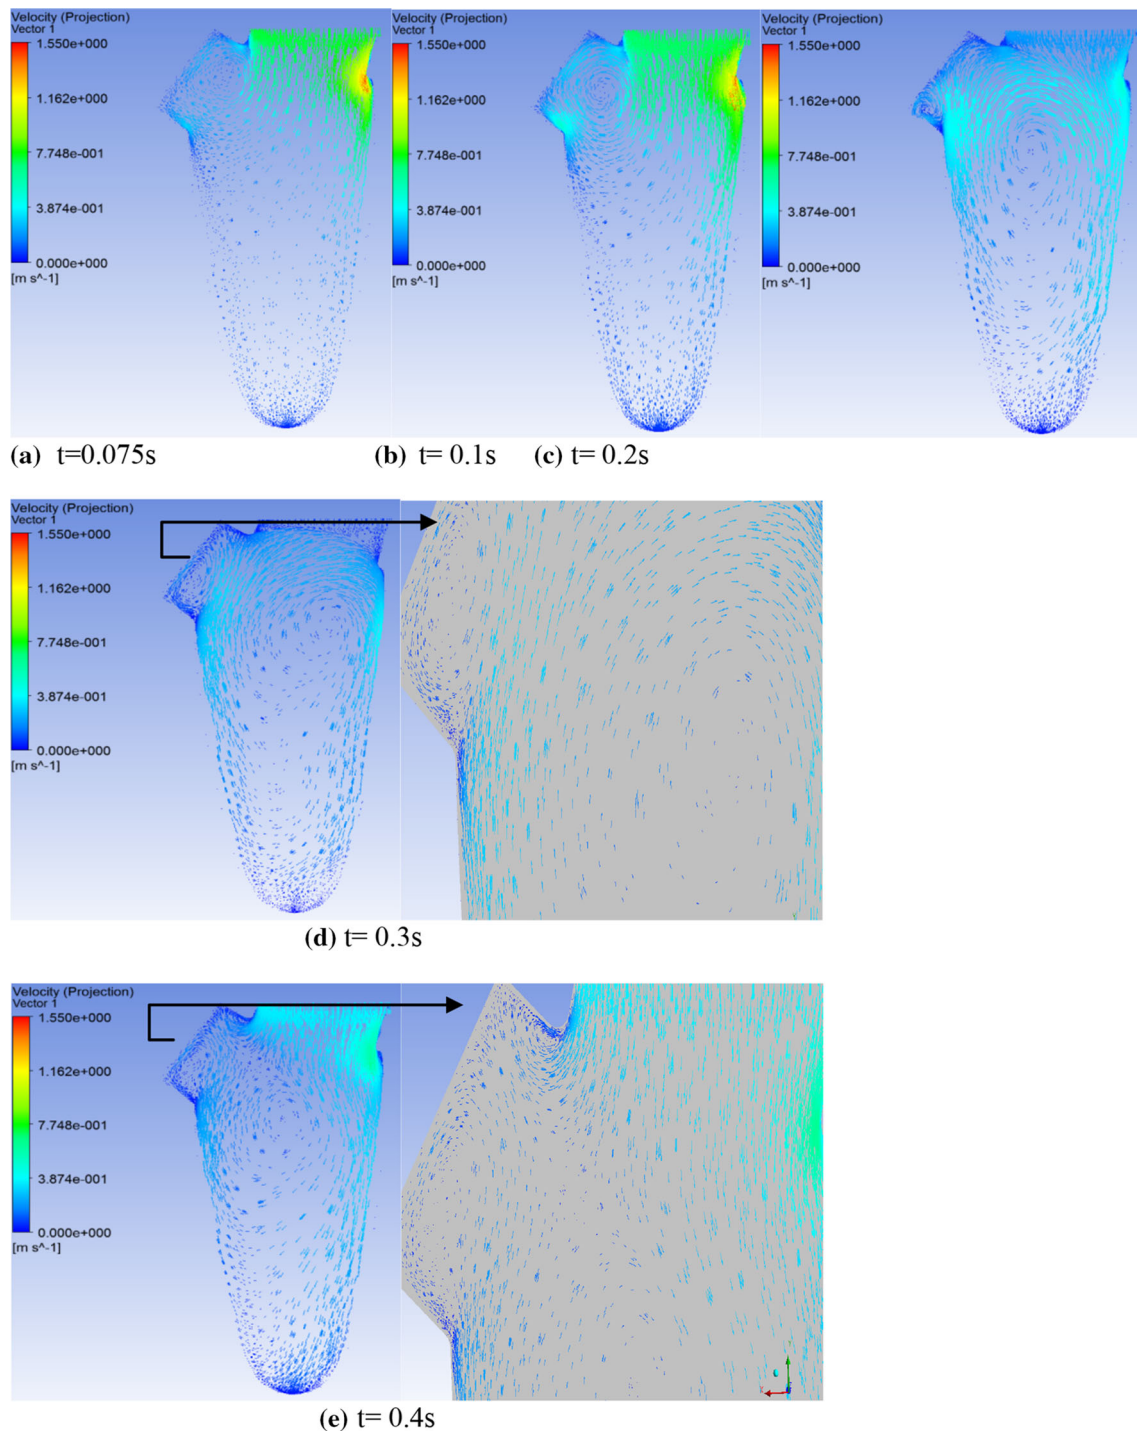 Velocity (Projection)
Vector 1
1.550e+000
1.162e+000
7.748e-001
3.874e-001
0.000e+000
[m s^-1]
Velocity (Projection)
Vector 1
1.550e+000
1.162e+000
7.748e-001
3.874e-001
0.000e+000
[m s^-1]
Velocity (Projection)
Vector 1
1.550e+000
1.162e+000
7.748e-001
3.874e-001
0.000e+000
[m s^-1]
(a) t=0.075s
(b) t= 0.1s
(c) t= 0.2s
Velocity (Projection)
Vector 1
1.550e+000
1.162e+000
7.748e-001
3.874e-001
0.000e+000
[m s^-1]
(d) t= 0.3s
Velocity (Projection)
Vector 1
1.550e+000
1.162e+000
7.748e-001
3.874e-001
0.000e+000
[m s^-1]
(e) t= 0.4s